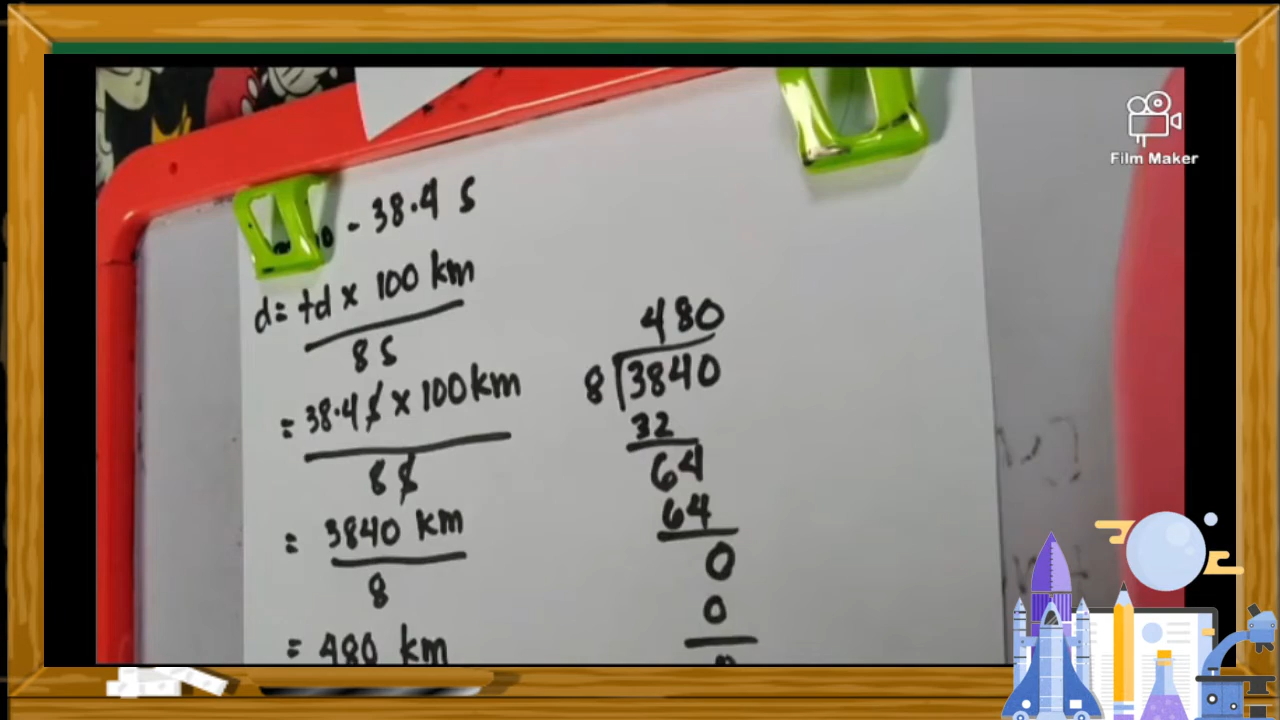 - 38.4 s
d = td x 100 km
8 s
= 38.4 s x 100 km
8 s
= 3840 km
8
= 480 km
480
8 3840
32
64
64
0
0
Film Maker